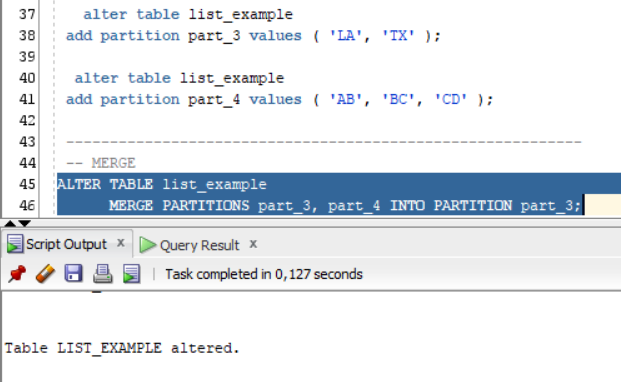 37 alter table list_example
38 add partition part_3 values ( 'LA', 'TX' );
39
40 alter table list_example
41 add partition part_4 values ( 'AB', 'BC', 'CD' );
42
43 --------------------------------------------------------------
44 -- MERGE
45 ALTER TABLE list_example
46 MERGE PARTITIONS part_3, part_4 INTO PARTITION part_3;
Script Output x Query Result x
Task completed in 0,127 seconds
Table LIST_EXAMPLE altered.